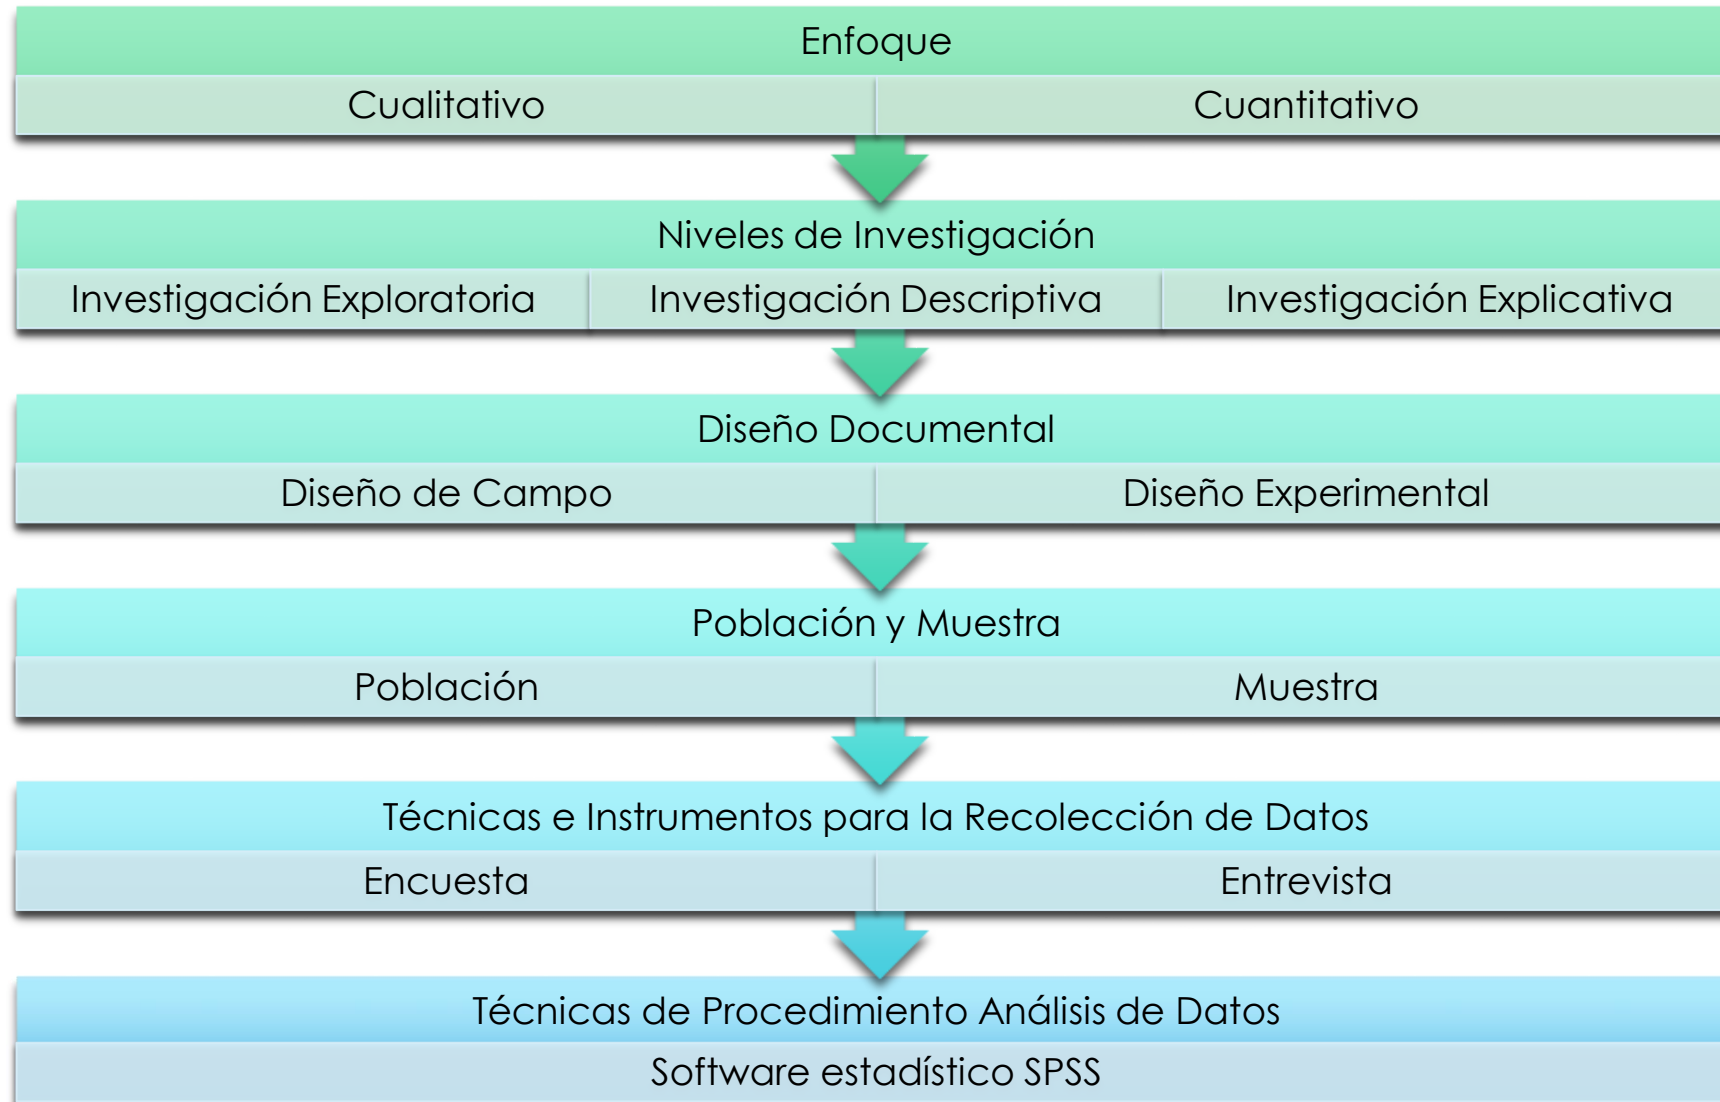 Enfoque
Cualitativo
Cuantitativo
Niveles de Investigación
Investigación Exploratoria
Investigación Descriptiva
Investigación Explicativa
Diseño Documental
Diseño de Campo
Diseño Experimental
Población y Muestra
Población
Muestra
Técnicas e Instrumentos para la Recolección de Datos
Encuesta
Entrevista
Técnicas de Procedimiento Análisis de Datos
Software estadístico SPSS